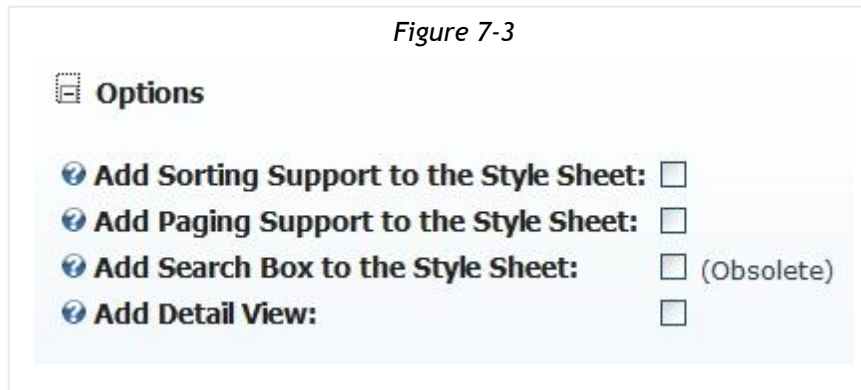 Figure 7-3
Options
Add Sorting Support to the Style Sheet:
Add Paging Support to the Style Sheet:
Add Search Box to the Style Sheet: (Obsolete)
Add Detail View: